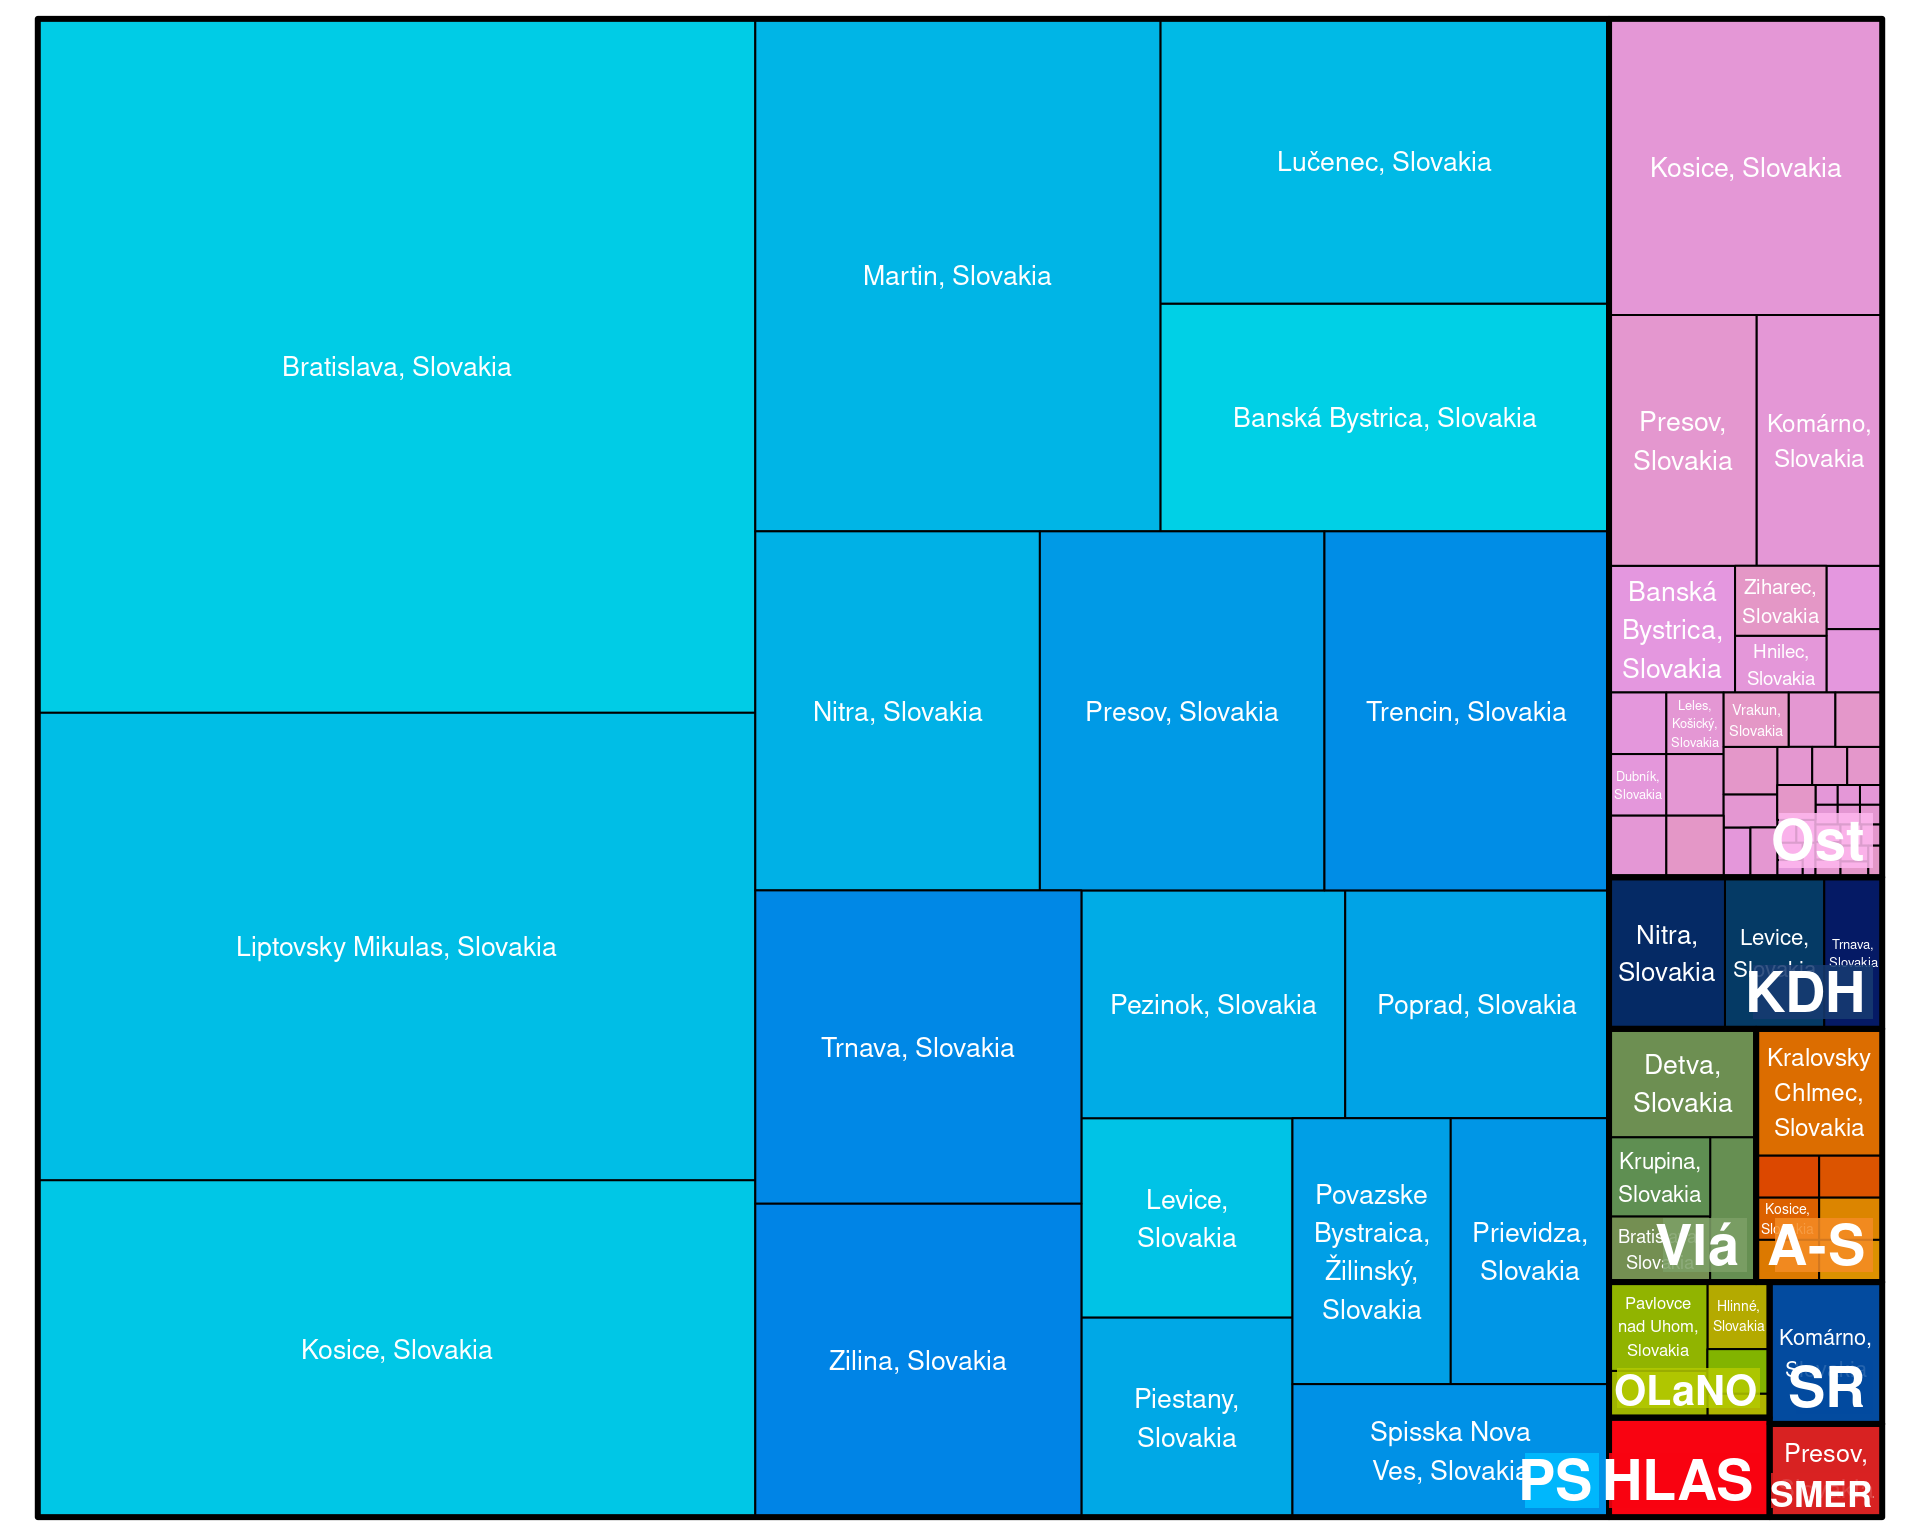 Bratislava, Slovakia
Liptovsky Mikulas, Slovakia
Kosice, Slovakia
Martin, Slovakia
Lučenec, Slovakia
Banská Bystrica, Slovakia
Nitra, Slovakia
Presov, Slovakia
Trencin, Slovakia
Trnava, Slovakia
Zilina, Slovakia
Pezinok, Slovakia
Poprad, Slovakia
Levice,
Slovakia
Piestany,
Slovakia
Povazske
Bystraica,
Žilinský,
Slovakia
Prievidza,
Slovakia
Spisska Nova
Ves, Slovakia
PS
Kosice, Slovakia
Presov,
Slovakia
Komárno,
Slovakia
Banská
Bystrica,
Slovakia
Ziharec,
Slovakia
Hnilec,
Slovakia
Leles,
Košický,
Slovakia
Vrakun,
Slovakia
Dubník,
Slovakia
Ost
Nitra,
Slovakia
Levice,
Slovakia
Trnava,
Slovakia
KDH
Detva,
Slovakia
Krupina,
Slovakia
Vlá
Kralovsky
Chlmec,
Slovakia
Kosice,
Slovakia
A-S
Pavlovce
nad Uhom,
Slovakia
Hlinné,
Slovakia
OLaNO
Komárno,
Slovakia
SR
HLAS
Presov,
SMER